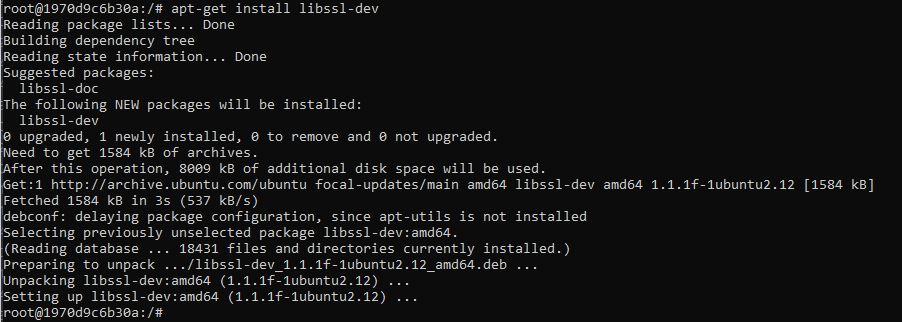 root@1970d9c6b30a:/# apt-get install libssl-dev
Reading package lists... Done
Building dependency tree
Reading state information... Done
Suggested packages:
  libssl-doc
The following NEW packages will be installed:
  libssl-dev
0 upgraded, 1 newly installed, 0 to remove and 0 not upgraded.
Need to get 1584 kB of archives.
After this operation, 8009 kB of additional disk space will be used.
Get:1 http://archive.ubuntu.com/ubuntu focal-updates/main amd64 libssl-dev amd64 1.1.1f-1ubuntu2.12 [1584 kB]
Fetched 1584 kB in 3s (537 kB/s)
debconf: delaying package configuration, since apt-utils is not installed
Selecting previously unselected package libssl-dev:amd64.
(Reading database ... 18431 files and directories currently installed.)
Preparing to unpack .../libssl-dev_1.1.1f-1ubuntu2.12_amd64.deb ...
Unpacking libssl-dev:amd64 (1.1.1f-1ubuntu2.12) ...
Setting up libssl-dev:amd64 (1.1.1f-1ubuntu2.12) ...
root@1970d9c6b30a:/#